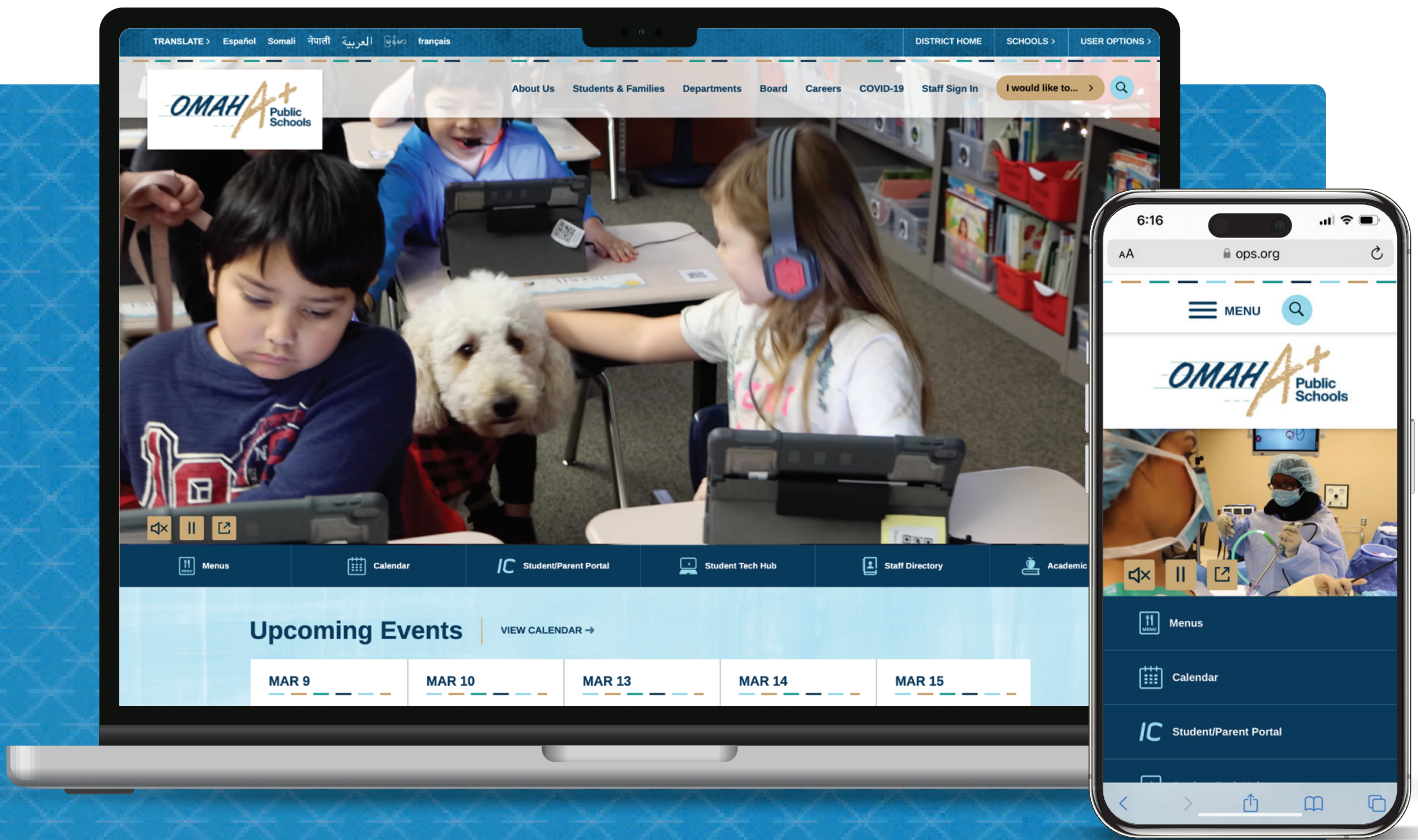 TRANSLATE > Español Somali नेपाली العربية français
DISTRICT HOME SCHOOLS > USER OPTIONS >
OMAHA+
Public
Schools
About Us Students & Families Departments Board Careers COVID-19 Staff Sign In I would like to... >
MENU Menus
Calendar
IC Student/Parent Portal
Student Tech Hub
Staff Directory
Academic
Upcoming Events VIEW CALENDAR →
MAR 9 MAR 10 MAR 13 MAR 14 MAR 15
6:16
AA ops.org
MENU
OMAHA+
Public
Schools
MENU Menus
Calendar
IC Student/Parent Portal